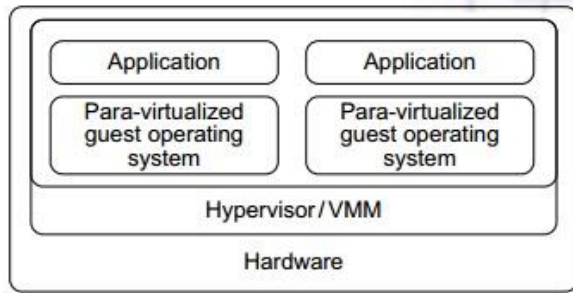 Application
Application
Para-virtualized
guest operating
system
Para-virtualized
guest operating
system
Hypervisor / VMM
Hardware